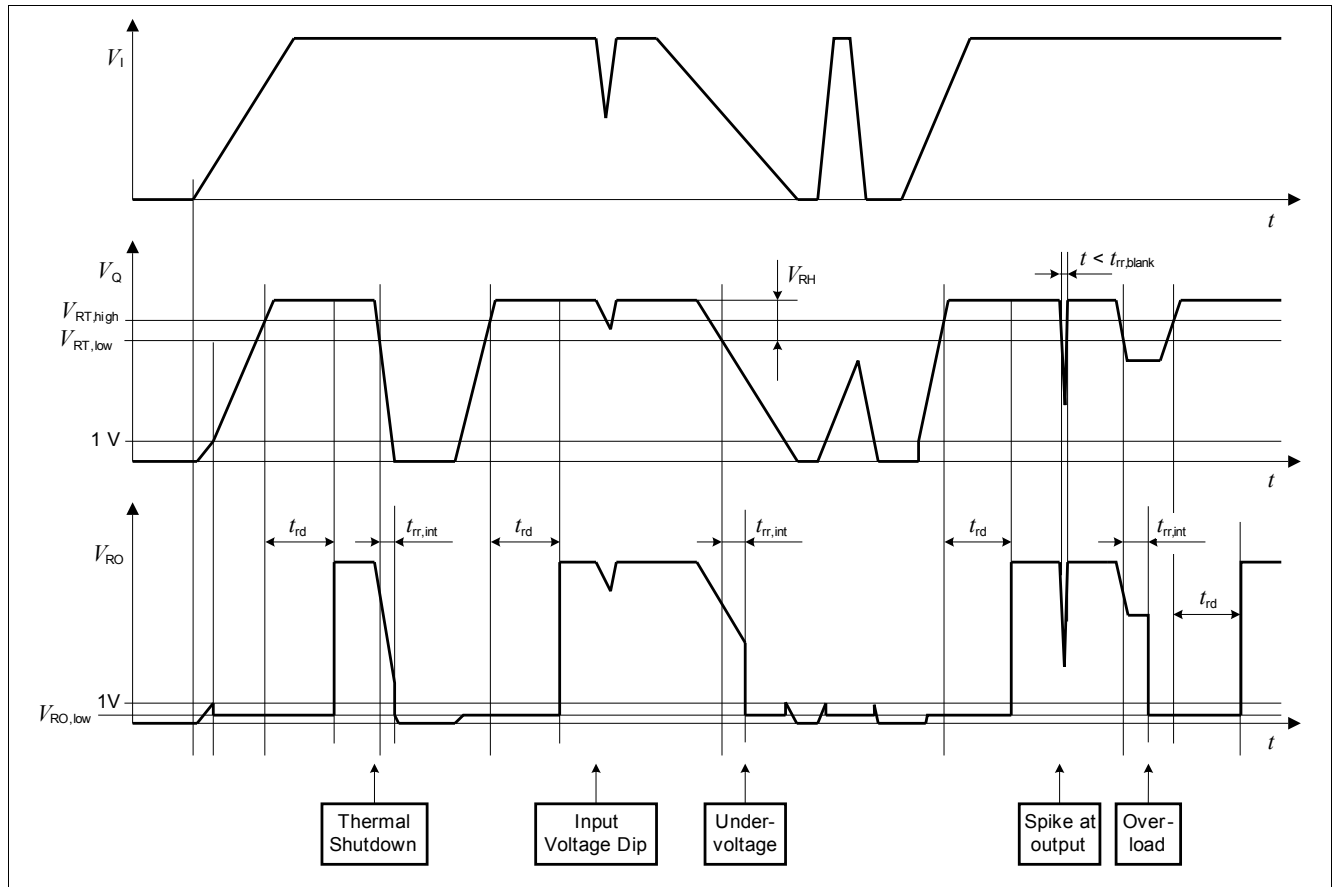 V_I
t
V_Q
V_RT,high
V_RT,low
1 V
V_RH
t < t_rr,blank
t
V_RO
1V
V_RO,low
t_rd
t_rr,int
t_rd
t_rr,int
t_rd
t_rr,int
t_rd
t
Thermal
Shutdown
Input
Voltage Dip
Under-
voltage
Spike at
output
Over-
load